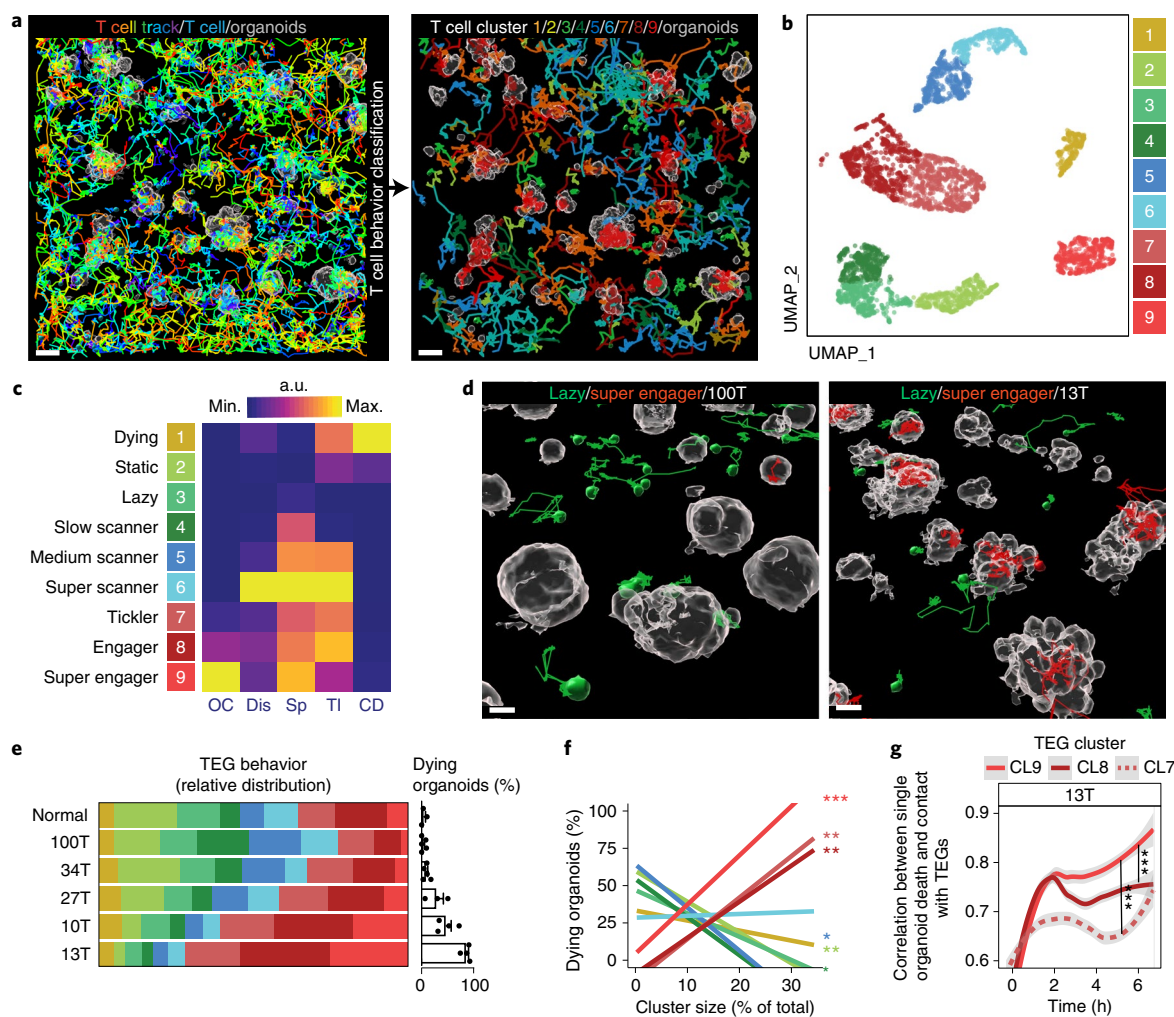 a
T cell track/T cell/organoids
T cell behavior classification
T cell cluster 1/2/3/4/5/6/7/8/9/organoids
b
UMAP_2
UMAP_1
1
2
3
4
5
6
7
8
9
c
a.u.
Min.
Max.
Dying 1
Static 2
Lazy 3
Slow scanner 4
Medium scanner 5
Super scanner 6
Tickler 7
Engager 8
Super engager 9
OC Dis Sp TI CD
d
Lazy/super engager/100T
Lazy/super engager/13T
e
TEG behavior
(relative distribution)
Dying
organoids (%)
Normal
100T
34T
27T
10T
13T
0 100
f
Dying organoids (%)
100
75
50
25
0
0 10 20 30
Cluster size (% of total)
***
**
**
*
**
*
g
TEG cluster
CL9 CL8 CL7
13T
Correlation between single
organoid death and contact
with TEGs
0.9
0.8
0.7
0.6
***
***
0 2 4 6
Time (h)